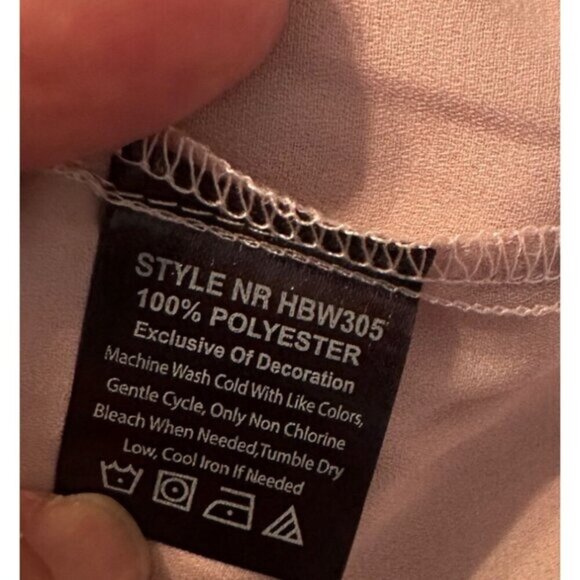 STYLE NR HBW305
100% POLYESTER
Exclusive Of Decoration
Machine Wash Cold With Like Colors,
Gentle Cycle, Only Non Chlorine
Bleach When Needed,Tumble Dry
Low, Cool Iron If Needed